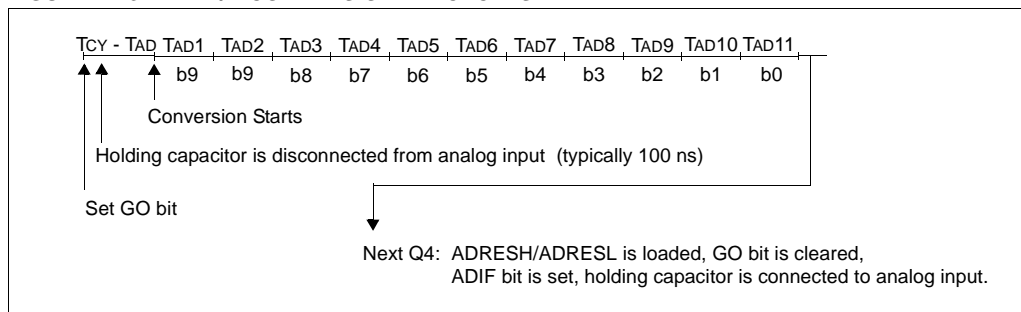 TCY - TAD TAD1 TAD2 TAD3 TAD4 TAD5 TAD6 TAD7 TAD8 TAD9 TAD10 TAD11
b9 b9 b8 b7 b6 b5 b4 b3 b2 b1 b0
Conversion Starts
Holding capacitor is disconnected from analog input (typically 100 ns)
Set GO bit
Next Q4: ADRESH/ADRESL is loaded, GO bit is cleared,
ADIF bit is set, holding capacitor is connected to analog input.